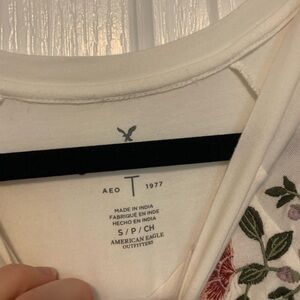 AEO T 1977
MADE IN INDIA
FABRIQUÉ EN INDE
HECHO EN INDIA
S/P/CH
AMERICAN EAGLE
OUTFITTERS